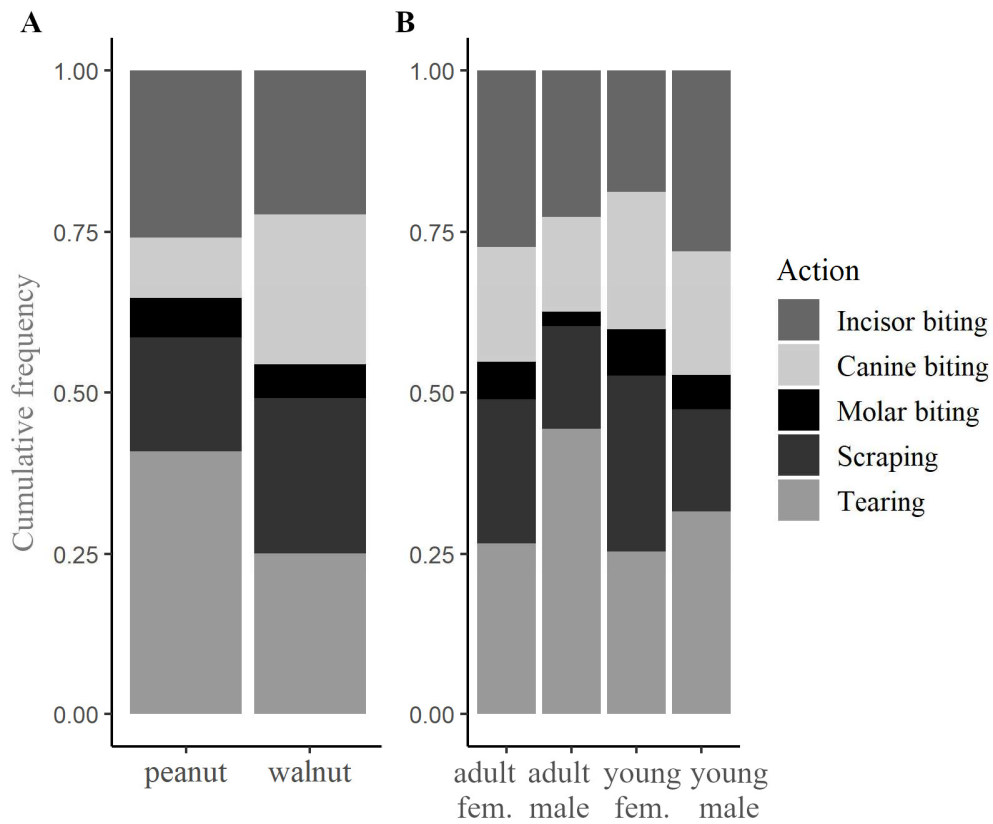 A
B
Cumulative frequency
1.00
0.75
0.50
0.25
0.00
peanut
walnut
1.00
0.75
0.50
0.25
0.00
adult
fem.
adult
male
young
fem.
young
male
Action
Incisor biting
Canine biting
Molar biting
Scraping
Tearing